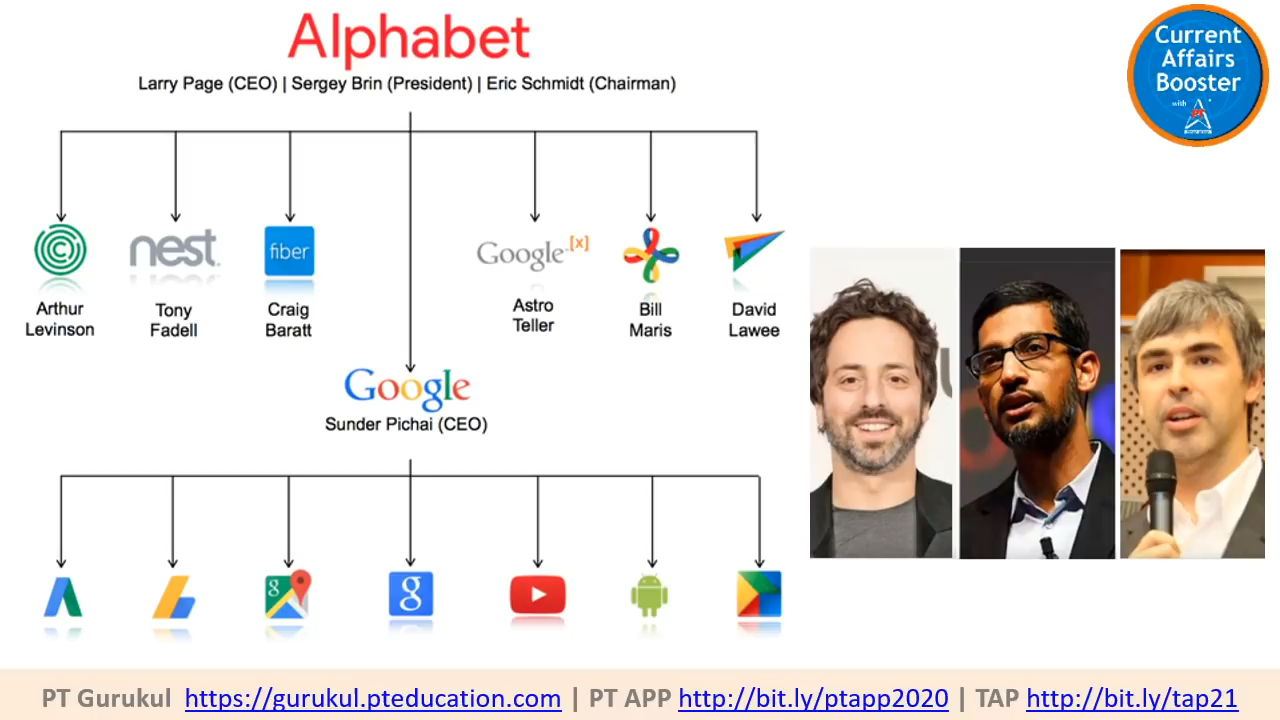 Alphabet
Larry Page (CEO) | Sergey Brin (President) | Eric Schmidt (Chairman)
Current
Affairs
Booster
with
PT
nest
fiber
Google [x]
Arthur
Levinson
Tony
Fadell
Craig
Baratt
Astro
Teller
Bill
Maris
David
Lawee
Google
Sunder Pichai (CEO)
g
g
PT Gurukul https://gurukul.pteducation.com | PT APP http://bit.ly/ptapp2020 | TAP http://bit.ly/tap21